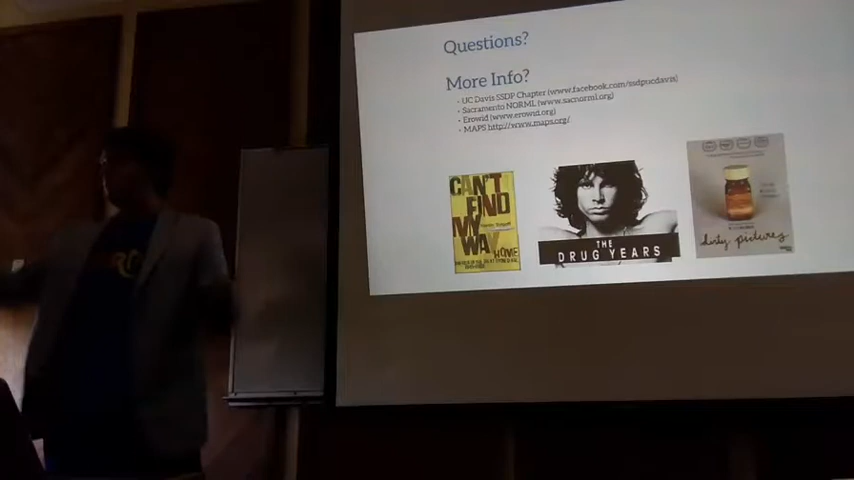 Questions?
More Info?
• UC Davis SSDP Chapter (www.facebook.com/ssdpucdavis)
• Sacramento NORML (www.sacnorml.org)
• Erowid (www.erowid.org)
• MAPS http://www.maps.org/
CAN'T
FIND
MY
WAY
HOME
THE
DRUG YEARS
dirty pictures